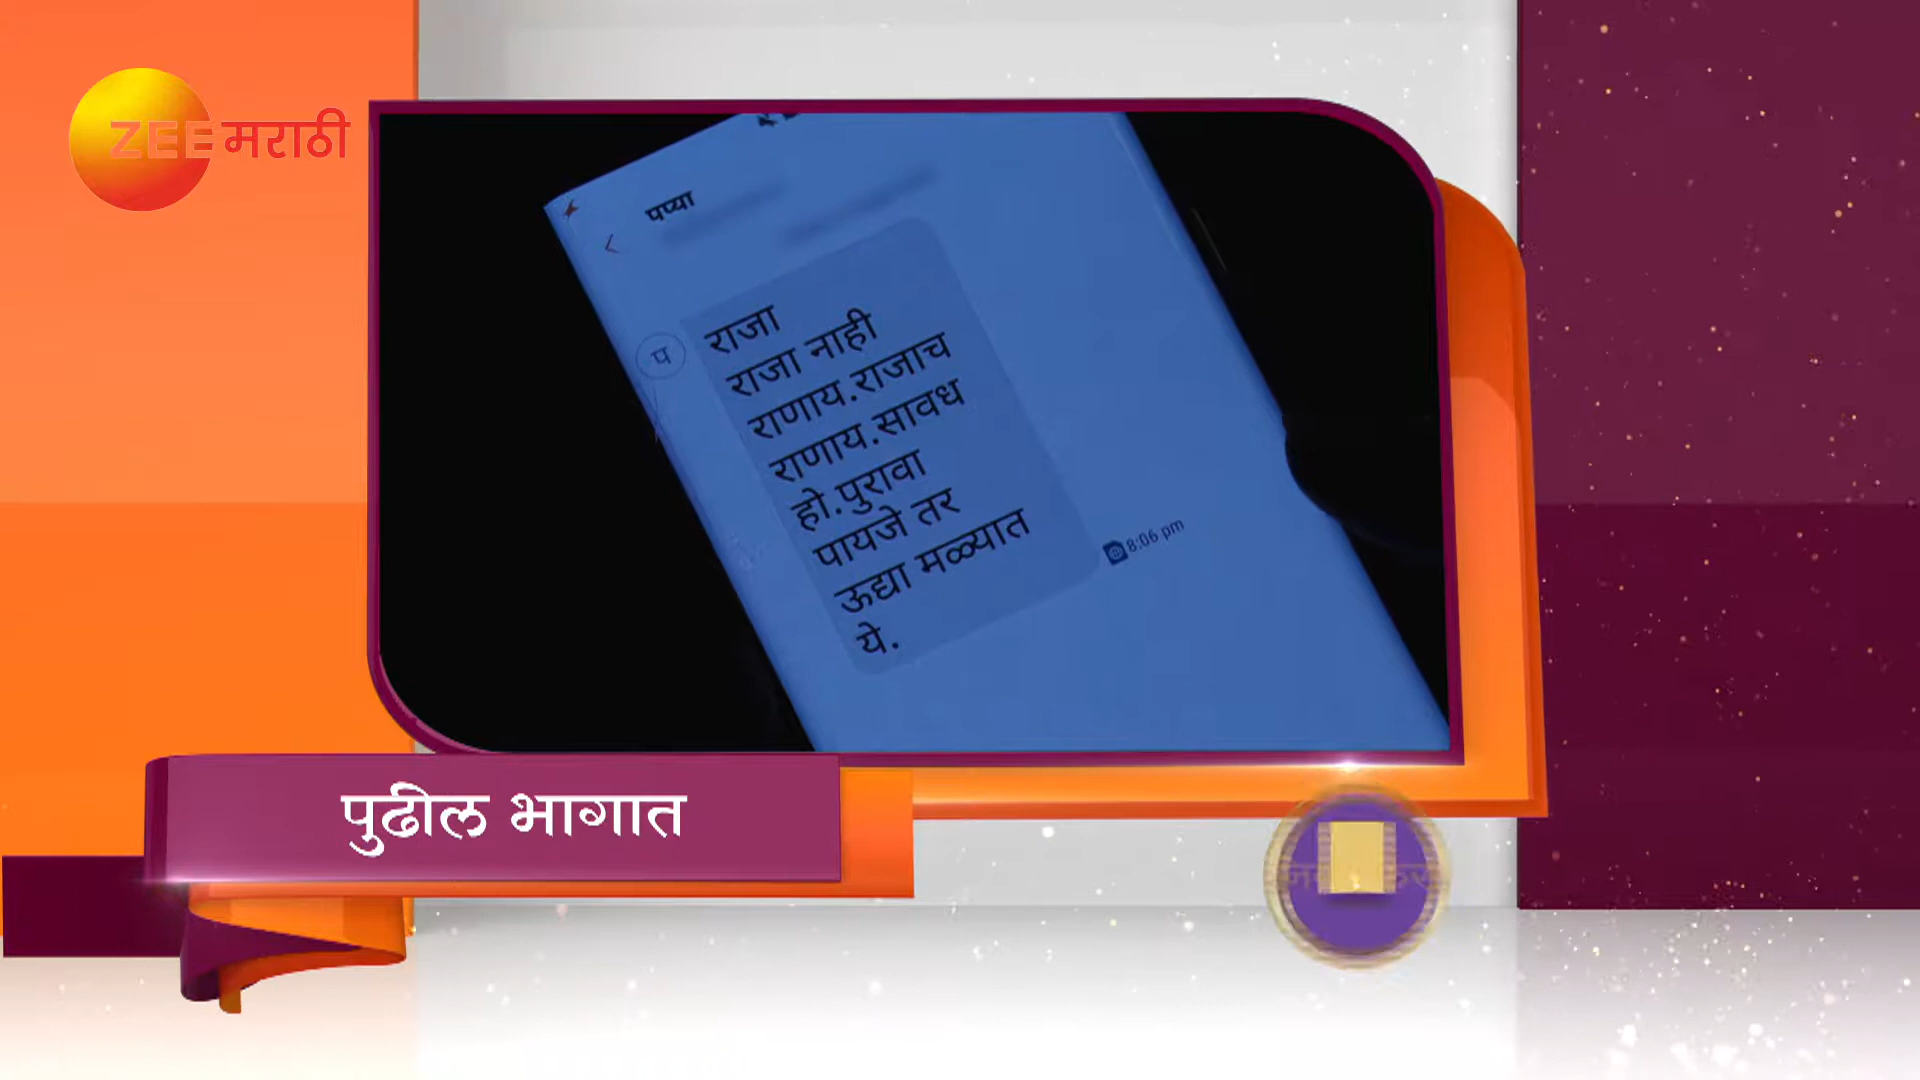 ZEE मराठी
पप्या
प
राजा
राजा नाही
राणाय.राजाच
राणाय.सावध
हो.पुरावा
पायजे तर
ऊद्या मळ्यात
ये.
8:06 pm
पुढील भागात